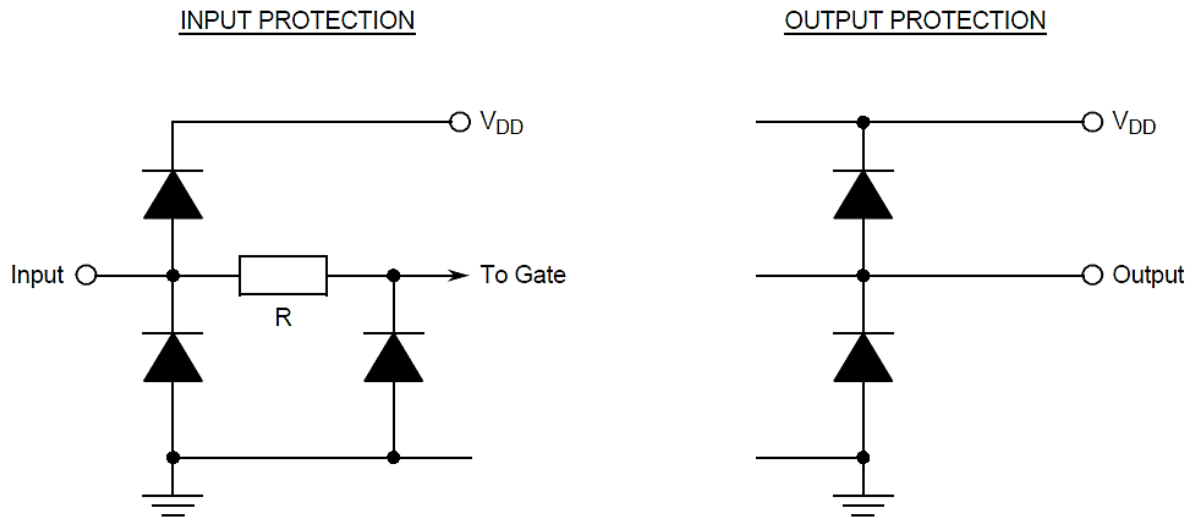 INPUT PROTECTION
OUTPUT PROTECTION
VDD
VDD
Input
To Gate
Output
R